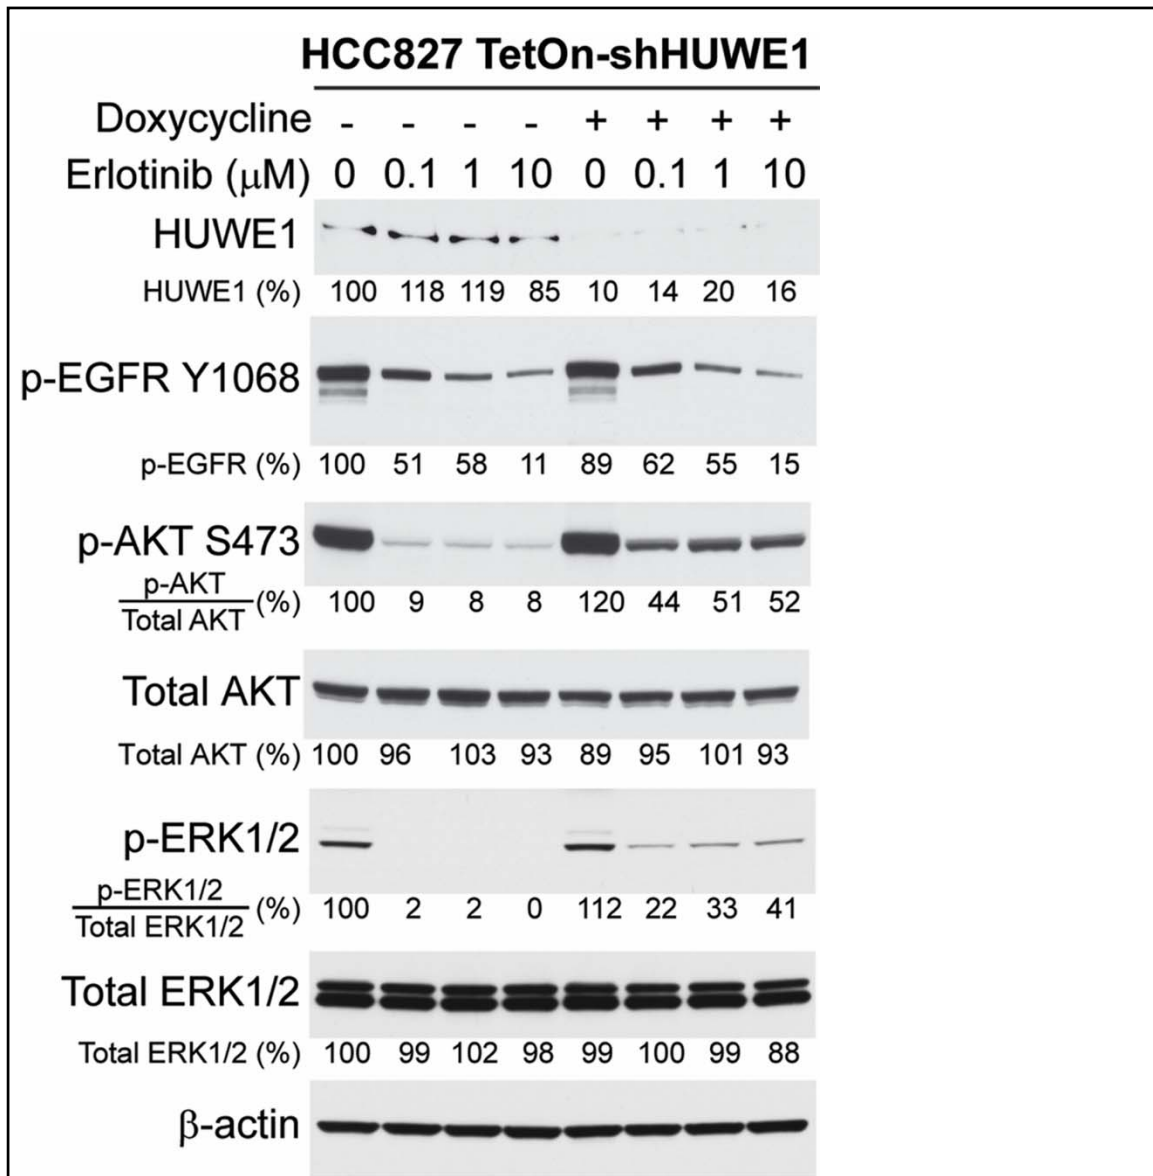 HCC827 TetOn-shHUWE1
Doxycycline - - - - + + + +
Erlotinib (μM) 0 0.1 1 10 0 0.1 1 10
HUWE1
HUWE1 (%) 100 118 119 85 10 14 20 16
p-EGFR Y1068
p-EGFR (%) 100 51 58 11 89 62 55 15
p-AKT S473
p-AKT
Total AKT (%) 100 9 8 8 120 44 51 52
Total AKT
Total AKT (%) 100 96 103 93 89 95 101 93
p-ERK1/2
p-ERK1/2
Total ERK1/2 (%) 100 2 2 0 112 22 33 41
Total ERK1/2
Total ERK1/2 (%) 100 99 102 98 99 100 99 88
β-actin